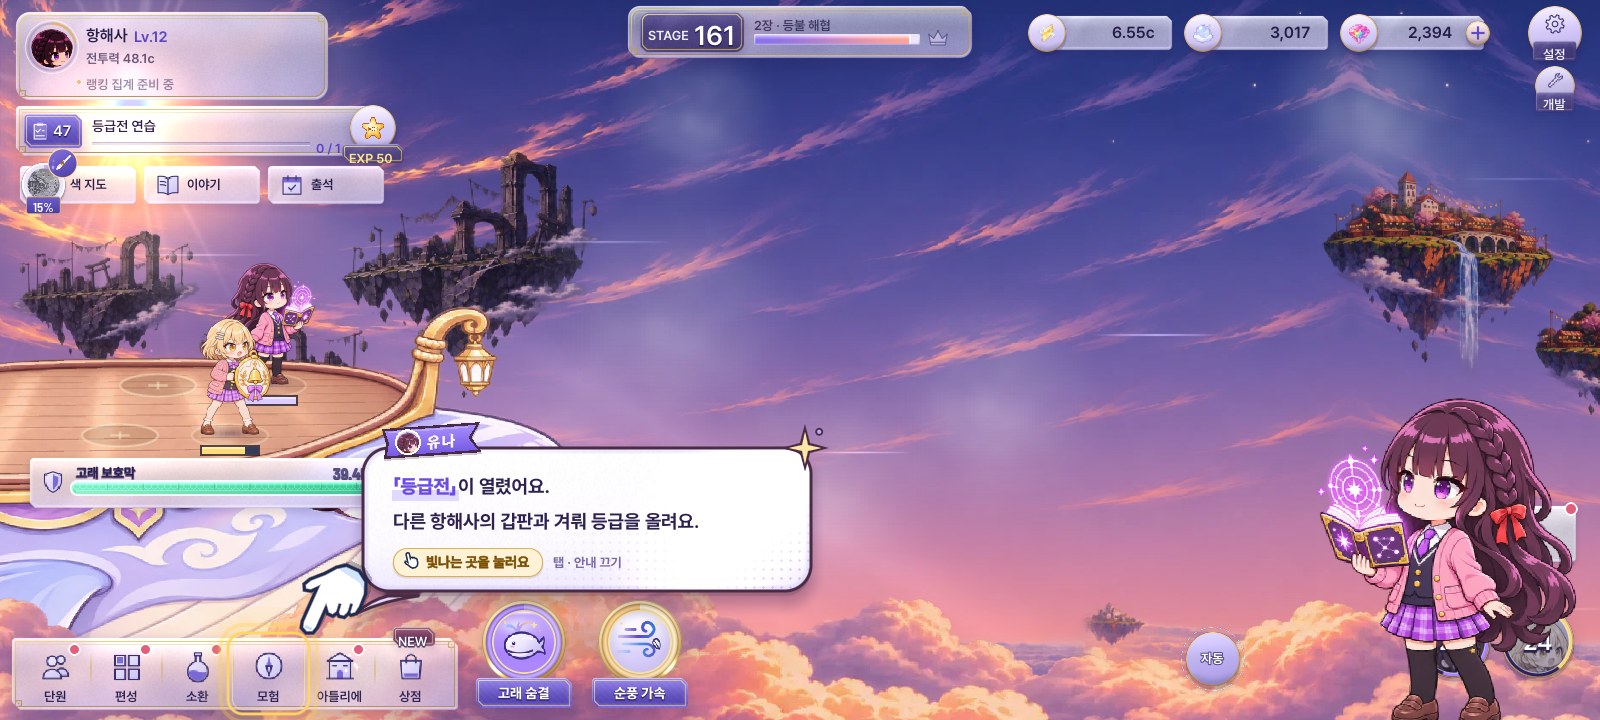 항해사 Lv.12
전투력 48.1c
랭킹 집계 준비 중
STAGE 161
2장 · 등불 해협
6.55c
3,017
2,394
설정
개발
47
등급전 연습
0 / 1
EXP 50
색 지도
15%
이야기
출석
고래 보호막
39.4
유나
「등급전」이 열렸어요.
다른 항해사의 갑판과 겨뤄 등급을 올려요.
빛나는 곳을 눌러요
탭 · 안내 끄기
단원
편성
소환
모험
아틀리에
NEW
상점
고래 숨결
순풍 가속
자동
24